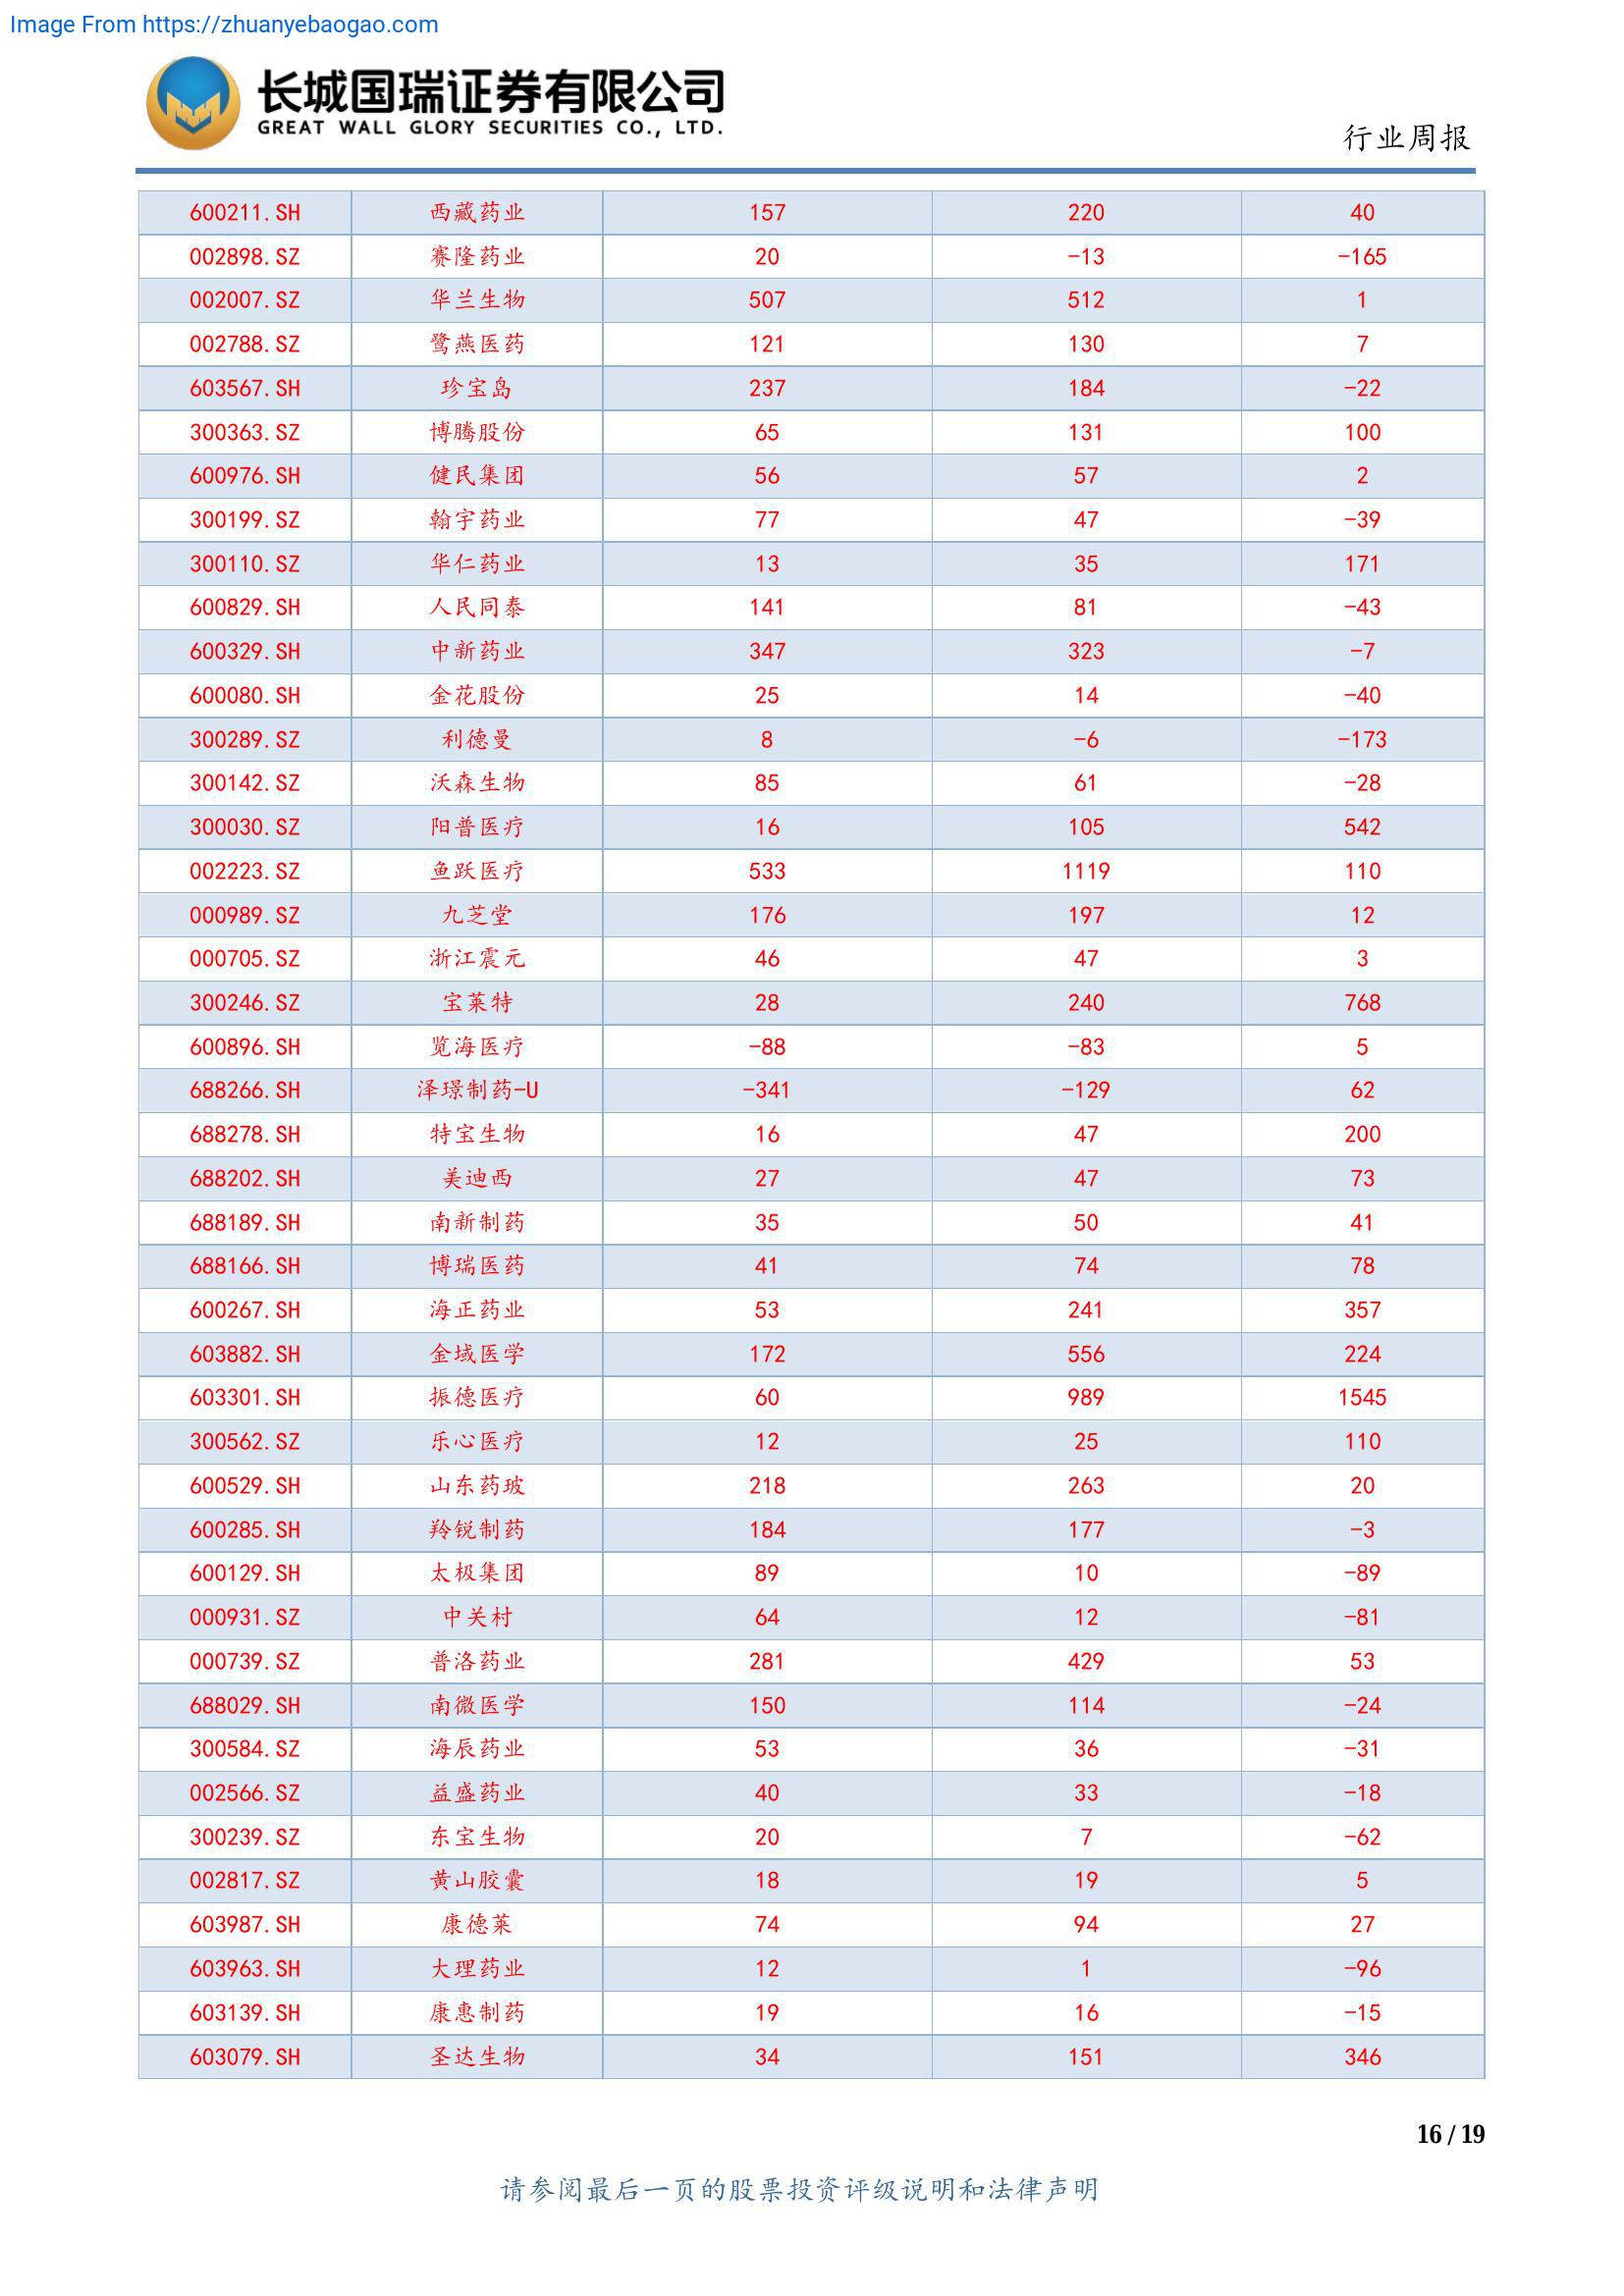 Image From https://zhuanyebaogao.com
长城国瑞证券有限公司
GREAT WALL GLORY SECURITIES CO., LTD.
行业周报
600211.SH 西藏药业 157 220 40
002898.SZ 赛隆药业 20 -13 -165
002007.SZ 华兰生物 507 512 1
002788.SZ 鹭燕医药 121 130 7
603567.SH 珍宝岛 237 184 -22
300363.SZ 博腾股份 65 131 100
600976.SH 健民集团 56 57 2
300199.SZ 翰宇药业 77 47 -39
300110.SZ 华仁药业 13 35 171
600829.SH 人民同泰 141 81 -43
600329.SH 中新药业 347 323 -7
600080.SH 金花股份 25 14 -40
300289.SZ 利德曼 8 -6 -173
300142.SZ 沃森生物 85 61 -28
300030.SZ 阳普医疗 16 105 542
002223.SZ 鱼跃医疗 533 1119 110
000989.SZ 九芝堂 176 197 12
000705.SZ 浙江震元 46 47 3
300246.SZ 宝莱特 28 240 768
600896.SH 览海医疗 -88 -83 5
688266.SH 泽璟制药-U -341 -129 62
688278.SH 特宝生物 16 47 200
688202.SH 美迪西 27 47 73
688189.SH 南新制药 35 50 41
688166.SH 博瑞医药 41 74 78
600267.SH 海正药业 53 241 357
603882.SH 金域医学 172 556 224
603301.SH 振德医疗 60 989 1545
300562.SZ 乐心医疗 12 25 110
600529.SH 山东药玻 218 263 20
600285.SH 羚锐制药 184 177 -3
600129.SH 太极集团 89 10 -89
000931.SZ 中关村 64 12 -81
000739.SZ 普洛药业 281 429 53
688029.SH 南微医学 150 114 -24
300584.SZ 海辰药业 53 36 -31
002566.SZ 益盛药业 40 33 -18
300239.SZ 东宝生物 20 7 -62
002817.SZ 黄山胶囊 18 19 5
603987.SH 康德莱 74 94 27
603963.SH 大理药业 12 1 -96
603139.SH 康惠制药 19 16 -15
603079.SH 圣达生物 34 151 346
16 / 19
请参阅最后一页的股票投资评级说明和法律声明